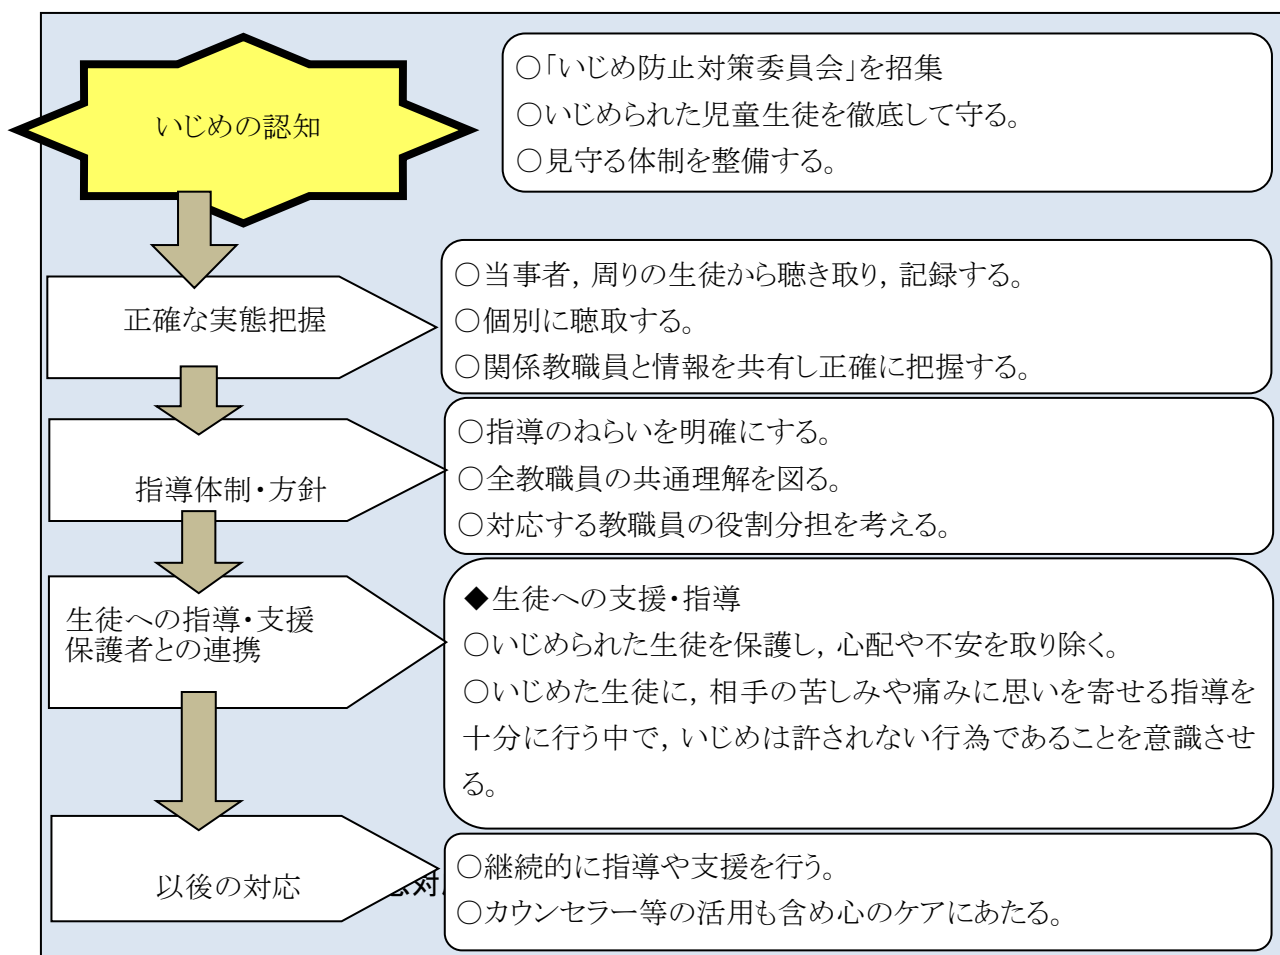 いじめの認知
○「いじめ防止対策委員会」を招集
○いじめられた児童生徒を徹底して守る。
○見守る体制を整備する。
正確な実態把握
○当事者，周りの生徒から聴き取り，記録する。
○個別に聴取する。
○関係教職員と情報を共有し正確に把握する。
指導体制・方針
○指導のねらいを明確にする。
○全教職員の共通理解を図る。
○対応する教職員の役割分担を考える。
生徒への指導・支援
保護者との連携
◆生徒への支援・指導
○いじめられた生徒を保護し，心配や不安を取り除く。
○いじめた生徒に，相手の苦しみや痛みに思いを寄せる指導を
十分に行う中で，いじめは許されない行為であることを意識させ
る。
以後の対応
○継続的に指導や支援を行う。
○カウンセラー等の活用も含め心のケアにあたる。